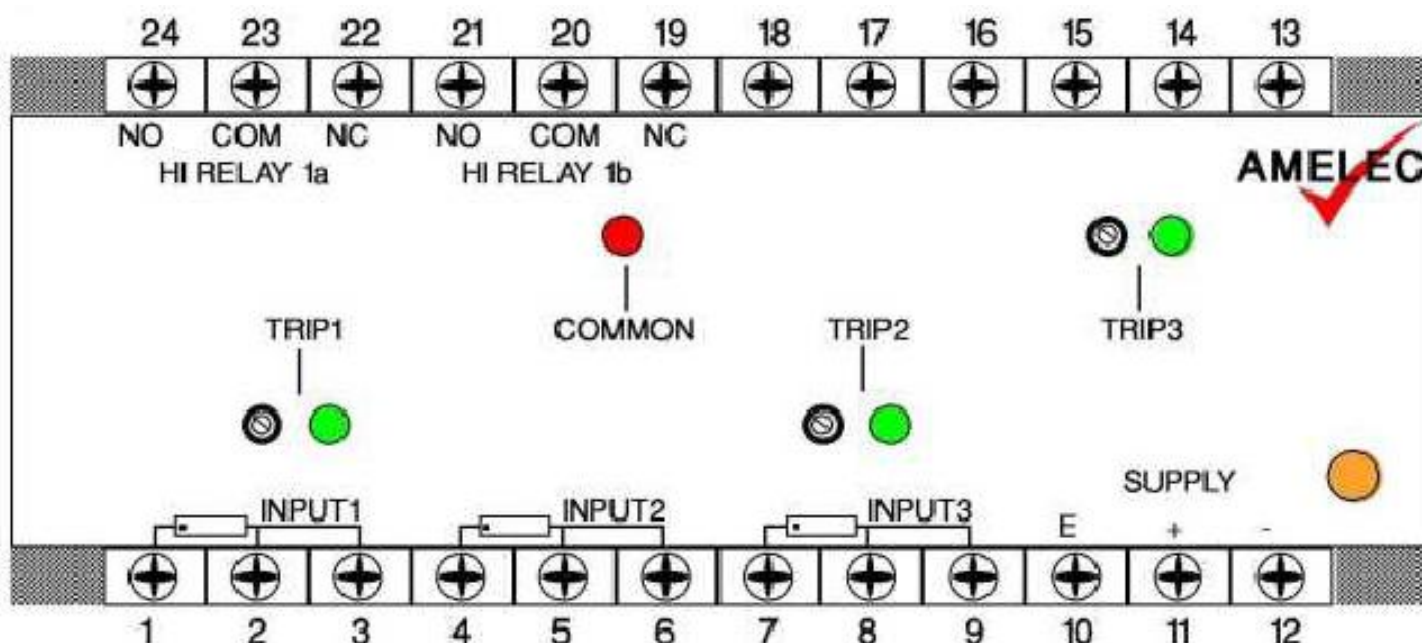 24 23 22 21 20 19 18 17 16 15 14 13
NO COM NC NO COM NC
HI RELAY 1a HI RELAY 1b
AMELEC
TRIP1 COMMON TRIP2 TRIP3
SUPPLY
INPUT1 INPUT2 INPUT3 E + -
1 2 3 4 5 6 7 8 9 10 11 12